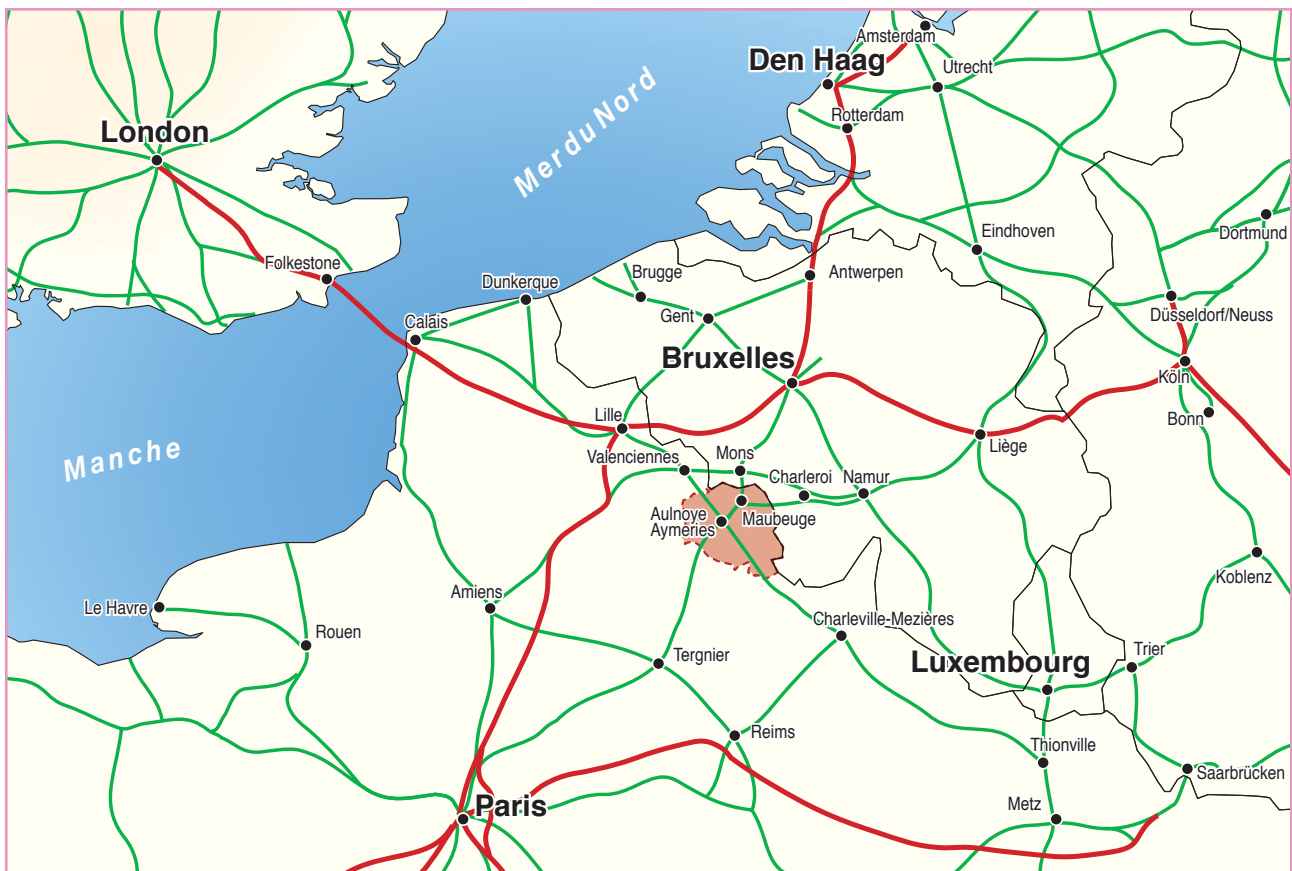 Amsterdam
Den Haag
Utrecht
Mer du Nord
Rotterdam
London
Dortmund
Eindhoven
Folkestone
Brugge
Antwerpen
Dunkerque
Gent
Düsseldorf/Neuss
Calais
Bruxelles
Köln
Lille
Bonn
Manche
Liège
Valenciennes
Mons
Charleroi
Namur
Aulnoye
Aymeries
Maubeuge
Koblenz
Amiens
Le Havre
Charleville-Mezières
Rouen
Tergnier
Luxembourg
Trier
Reims
Thionville
Saarbrücken
Paris
Metz